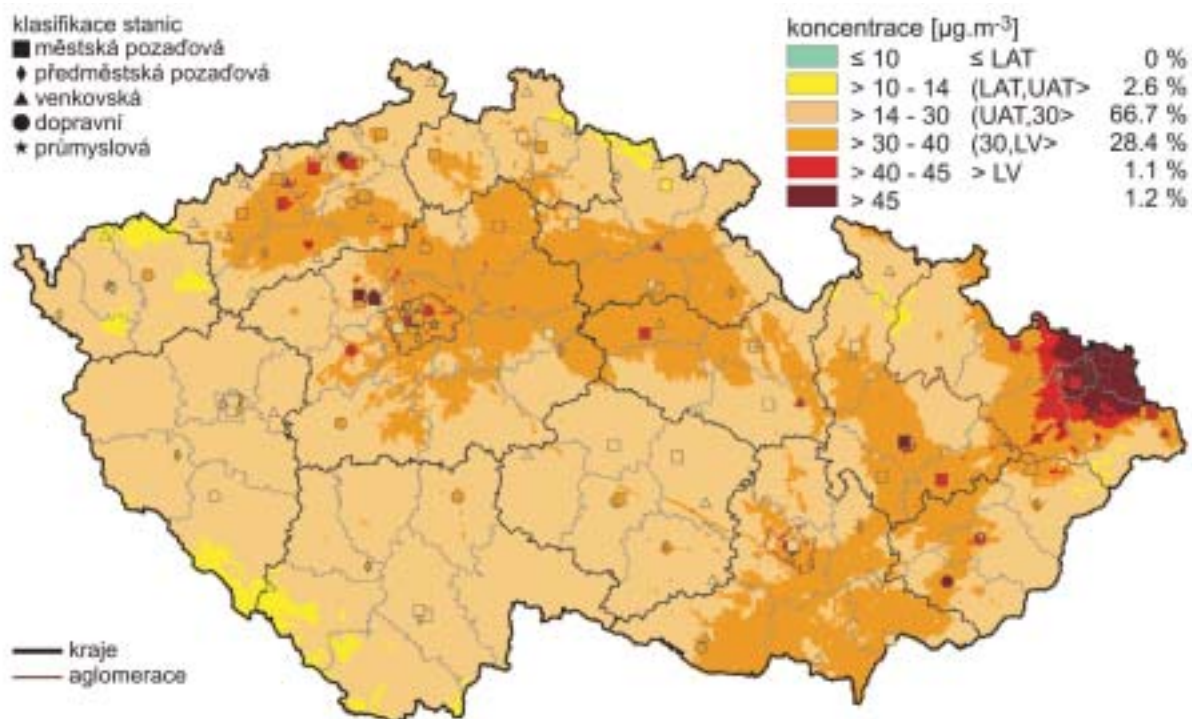 klasifikace stanic
městská pozaďová
předměstská pozaďová
venkovská
dopravní
průmyslová
koncentrace [µg.m-3]
≤ 10 ≤ LAT 0 %
> 10 - 14 (LAT,UAT> 2.6 %
> 14 - 30 (UAT,30> 66.7 %
> 30 - 40 (30,LV> 28.4 %
> 40 - 45 > LV 1.1 %
> 45 1.2 %
kraje
aglomerace